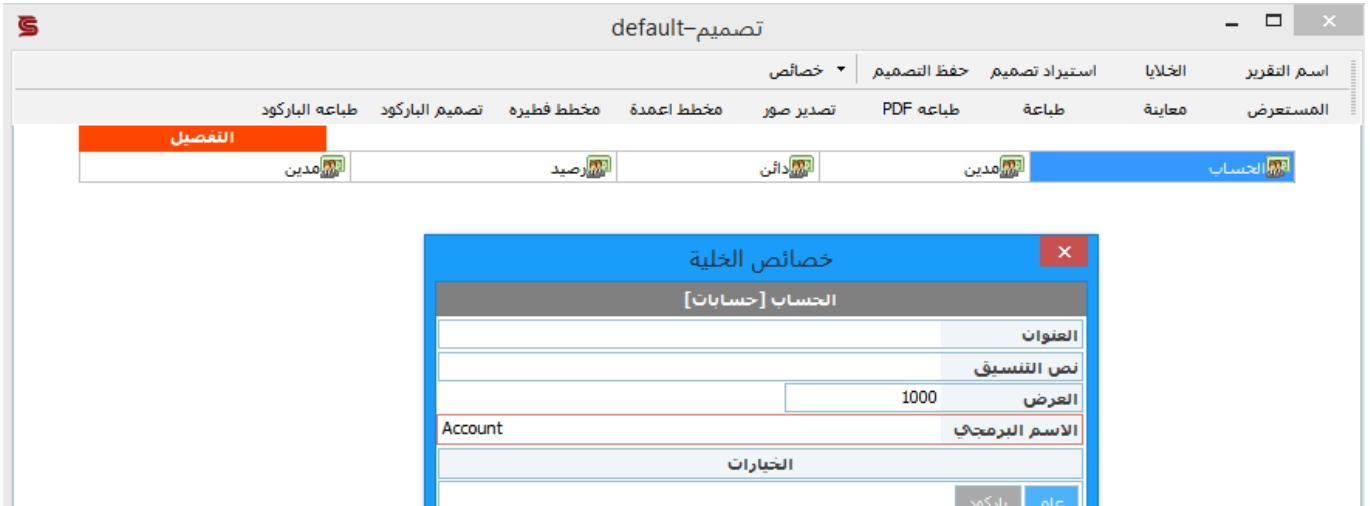 تصميم–default
اسم التقرير الخلايا استيراد تصميم حفظ التصميم خصائص
المستعرض معاينة طباعة طباعه PDF تصدير صور مخطط اعمدة مخطط فطيره تصميم الباركود طباعه الباركود
التفصيل
الحساب مدين دائن رصيد مدين
خصائص الخلية
الحساب [حسابات]
العنوان
نص التنسيق
العرض 1000
الاسم البرمجي Account
الخيارات
عام باركود